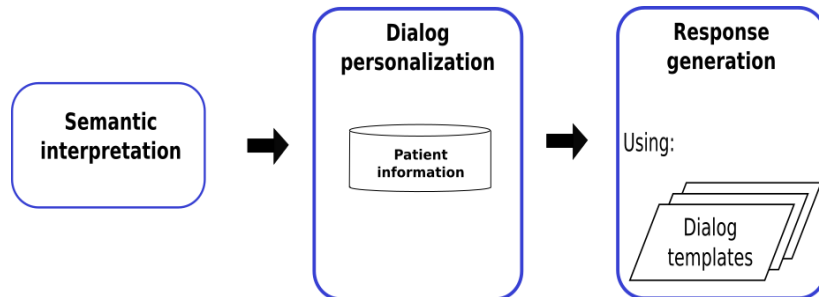 Semantic
interpretation
Dialog
personalization
Patient
information
Response
generation
Using:
Dialog
templates